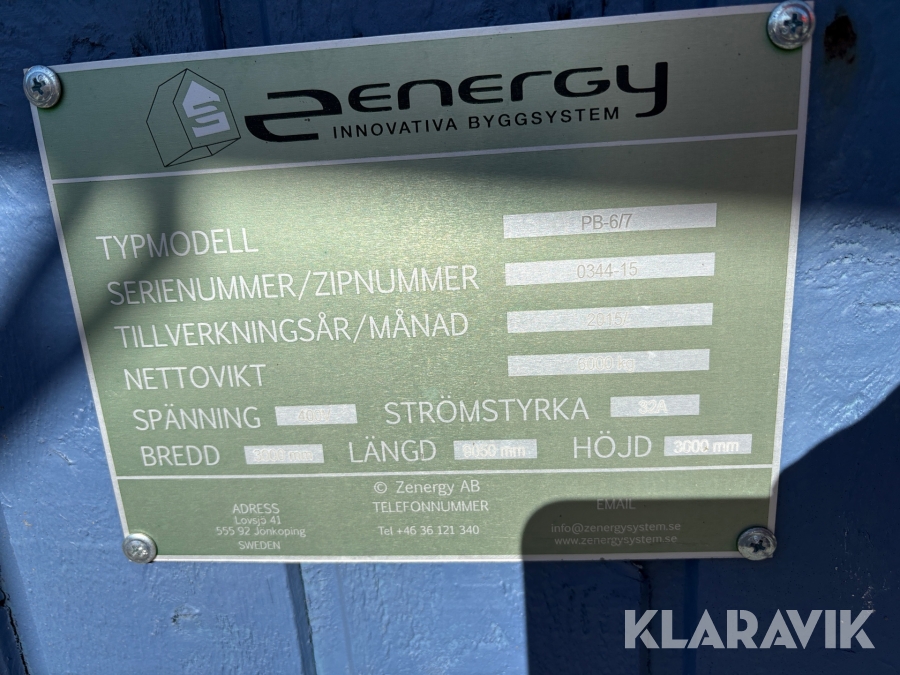 ZENERGY
INNOVATIVA BYGGSYSTEM
TYPMODELL PB-6/7
SERIENUMMER/ZIPNUMMER 0344-15
TILLVERKNINGSÅR/MÅNAD 2015/
NETTOVIKT
SPÄNNING STRÖMSTYRKA 32A
BREDD LÄNGD HÖJD 3000 mm
© Zenergy AB
ADRESS TELEFONNUMMER EMAIL
Lovsjö 41
555 92 Jönköping Tel +46 36 121 340 info@zenergysystem.se
SWEDEN www.zenergysystem.se
KLARAVIK